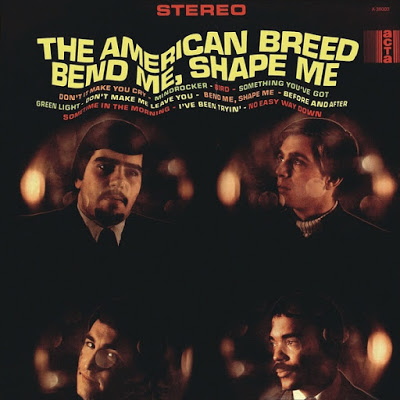 STEREO
THE AMERICAN BREED
BEND ME, SHAPE ME
DON'T IT MAKE YOU CRY - MINDROCKER - BIRD - SOMETHING YOU'VE GOT
GREEN LIGHT - DON'T MAKE ME LEAVE YOU - BEND ME, SHAPE ME - BEFORE AND AFTER
SOMETIME IN THE MORNING - I'VE BEEN TRYIN' - NO EASY WAY DOWN
acta